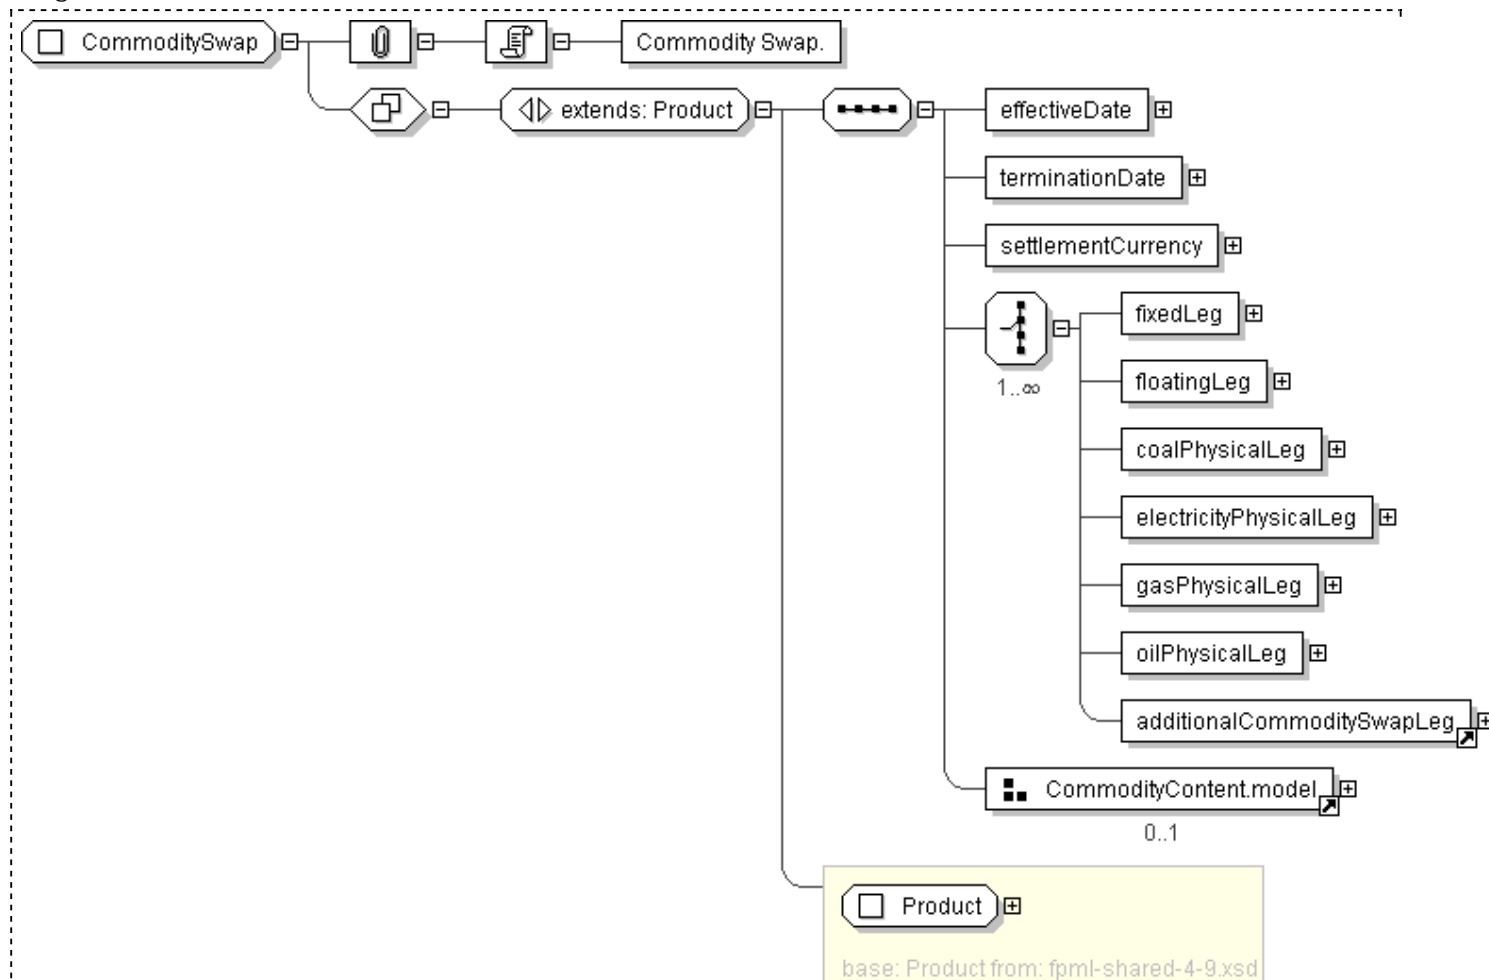 CommoditySwap
Commodity Swap.
extends: Product
effectiveDate
terminationDate
settlementCurrency
1..∞
fixedLeg
floatingLeg
coalPhysicalLeg
electricityPhysicalLeg
gasPhysicalLeg
oilPhysicalLeg
additionalCommoditySwapLeg
CommodityContent.model
0..1
Product
base: Product from: fpml-shared-4-9.xsd